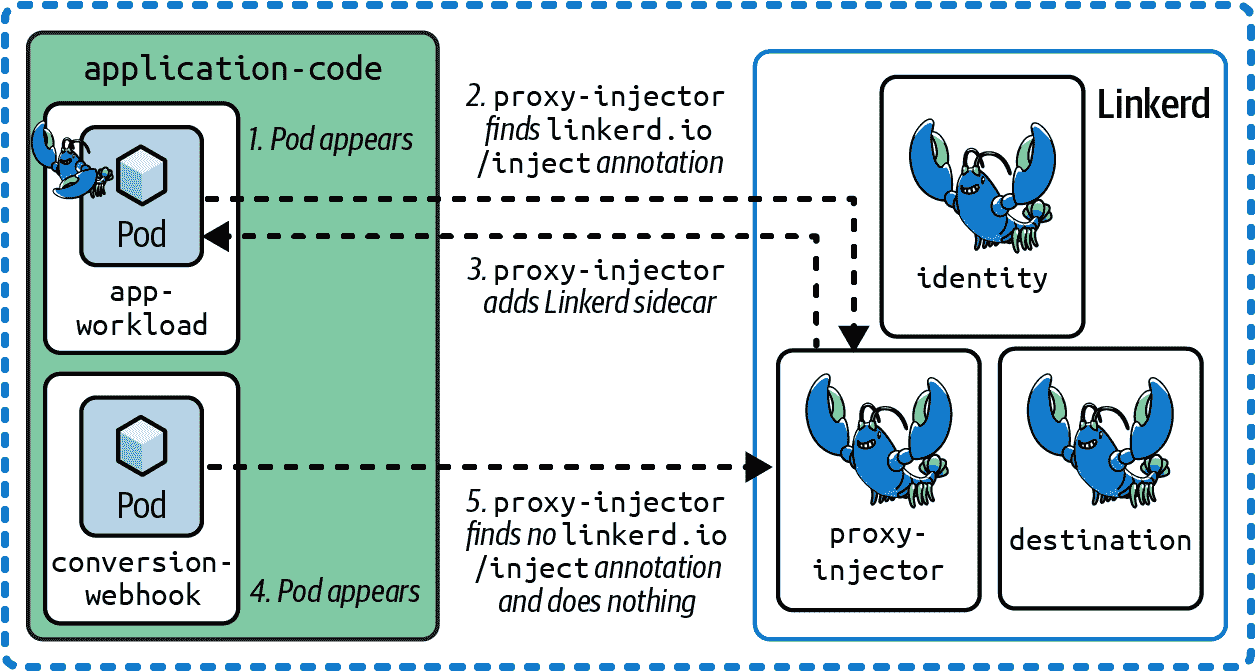 application-code
1. Pod appears
Pod
app-
workload
2. proxy-injector
finds linkerd.io
/inject annotation
3. proxy-injector
adds Linkerd sidecar
Linkerd
identity
Pod
conversion-
webhook
4. Pod appears
5. proxy-injector
finds no linkerd.io
/inject annotation
and does nothing
proxy-
injector
destination